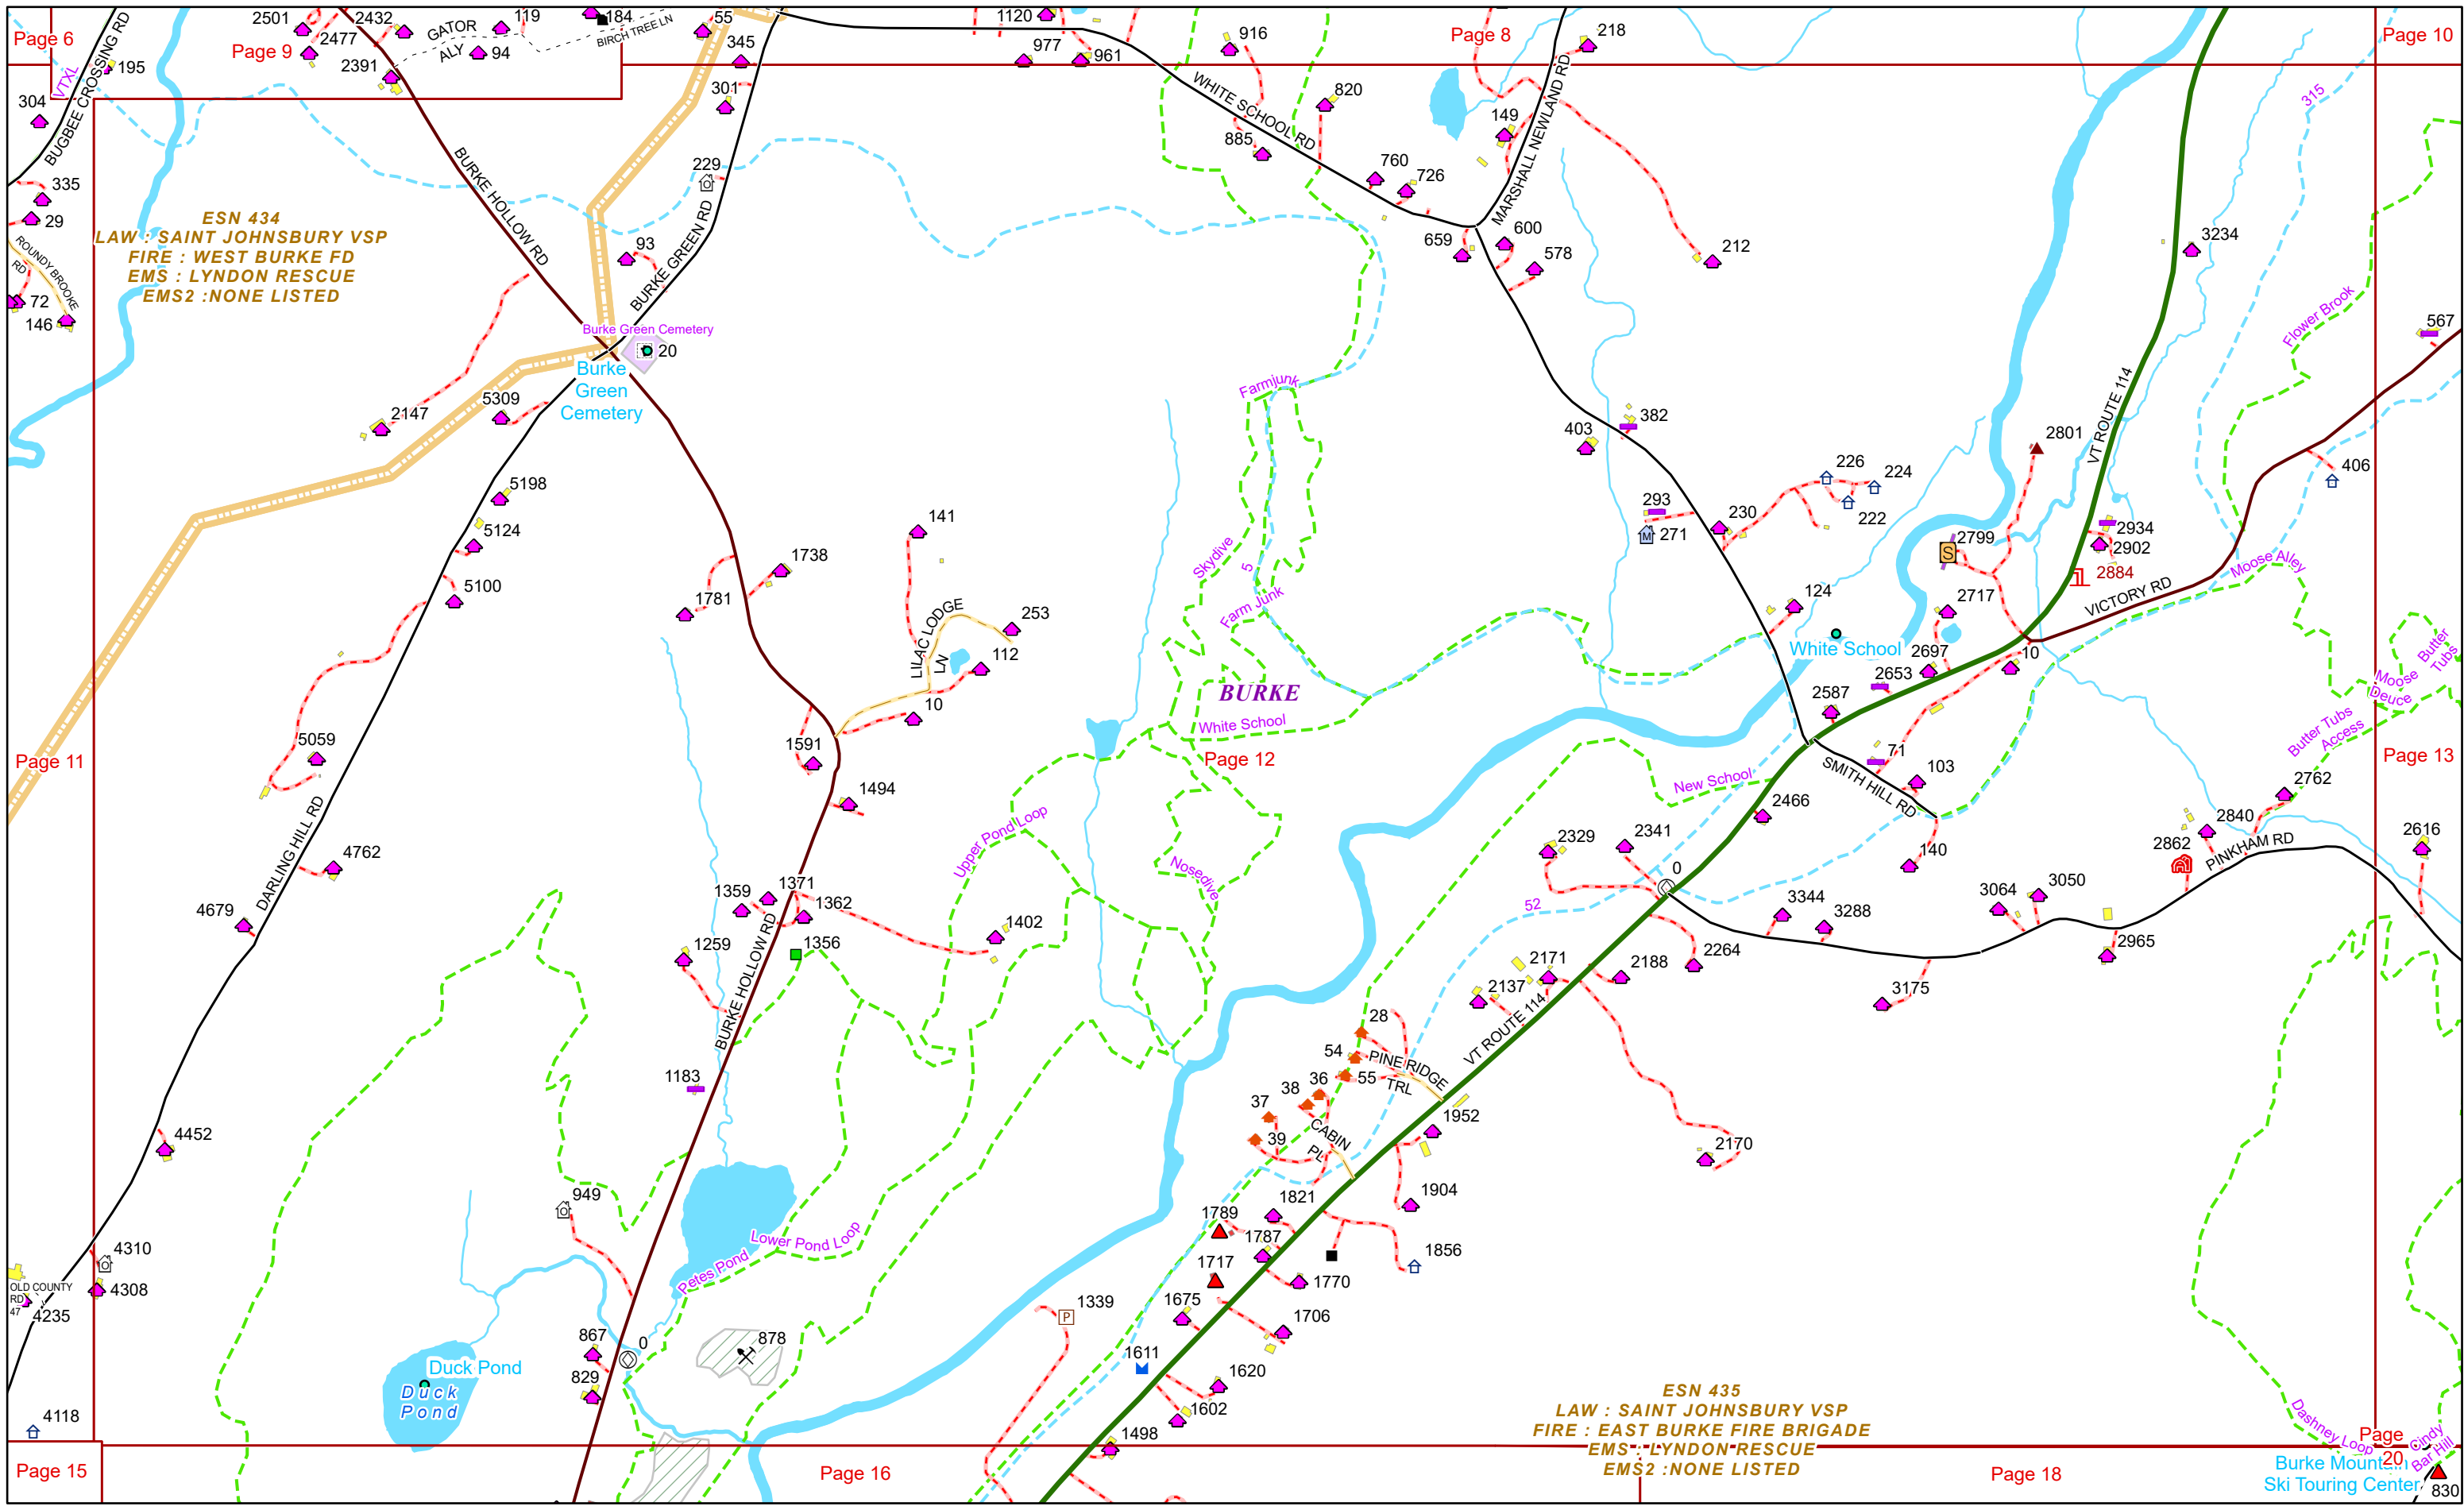 Page 6
Page 9
Page 8
Page 10
BUGBEE CROSSING RD
VTXL
195
304
335
29
ROUNDY BROOKE
RD
72
146
2501
2477
2432
2391
GATOR
ALY
119
94
184
BIRCH TREE LN
55
345
301
229
93
BURKE HOLLOW RD
BURKE GREEN RD
1120
977
961
916
885
820
WHITE SCHOOL RD
760
726
659
600
578
149
218
212
MARSHALL NEWLAND RD
315
3234
567
406
Flower Brook
VT ROUTE 114
ESN 434
LAW : SAINT JOHNSBURY VSP
FIRE : WEST BURKE FD
EMS : LYNDON RESCUE
EMS2 :NONE LISTED
Burke Green Cemetery
20
Burke
Green
Cemetery
2147
5309
5198
5124
5100
5059
4762
4679
4452
4310
4308
4235
4118
DARLING HILL RD
OLD COUNTY
RD
47
1738
1781
141
253
112
10
LILAC LODGE
LN
1591
1494
1359
1371
1362
1356
1402
1259
1183
BURKE HOLLOW RD
949
867
829
0
878
Farmjunk
Skydive
5
Farm Junk
BURKE
White School
Page 11
Page 12
Page 13
Upper Pond Loop
Nosedive
Lower Pond Loop
Petes Pond
Duck Pond
Duck
Pond
403
382
293
271
230
226
224
222
124
White School
2801
2799
2717
2697
2653
2587
10
2934
2902
2884
VICTORY RD
Moose Alley
Butter
Tubs
Moose
Deuce
Butter Tubs
Access
71
103
SMITH HILL RD
140
New School
2466
2341
2329
0
52
3344
3288
3175
3064
3050
2965
2862
2840
2762
2616
PINKHAM RD
2264
2188
2171
2137
2170
VT ROUTE 114
28
54
55
PINE RIDGE
TRL
36
38
37
39
CABIN
PL
1952
1904
1856
1821
1789
1787
1770
1717
1706
1675
1620
1611
1602
1498
1339
P
S
M
ESN 435
LAW : SAINT JOHNSBURY VSP
FIRE : EAST BURKE FIRE BRIGADE
EMS : LYNDON RESCUE
EMS2 :NONE LISTED
Dashney Loop
Cindy
Bar Hill
Page
20
Burke Mountain
Ski Touring Center
830
Page 15
Page 16
Page 18